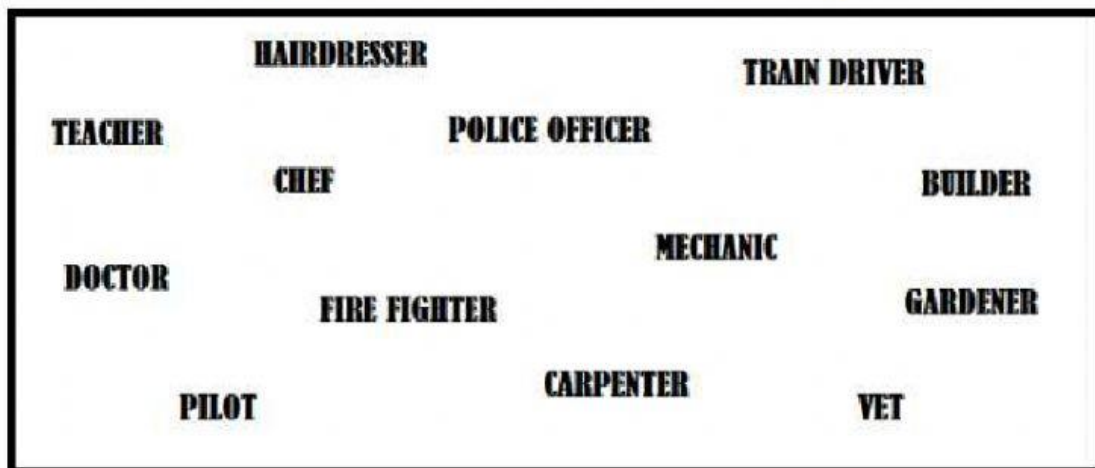 HAIRDRESSER
TRAIN DRIVER
TEACHER
POLICE OFFICER
CHEF
BUILDER
MECHANIC
DOCTOR
FIRE FIGHTER
GARDENER
CARPENTER
PILOT
VET